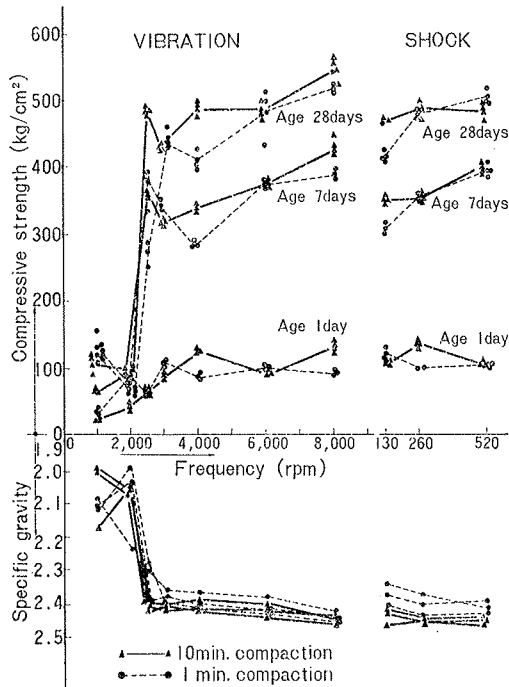 VIBRATION
SHOCK
Compressive strength (kg/cm²)
600
500
400
300
200
100
0
Age 28days
Age 7days
Age 1day
Age 28days
Age 7days
Age 1day
0
2,000
4,000
6,000
8,000
130
260
520
Frequency (rpm)
Specific gravity
1.9
2.0
2.1
2.2
2.3
2.4
2.5
10min. compaction
1min. compaction